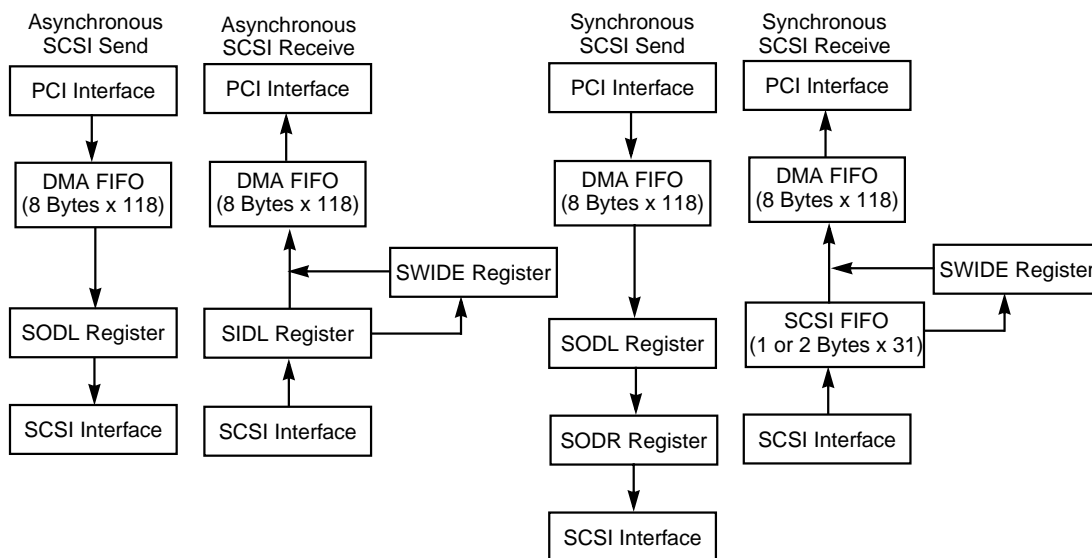 Asynchronous
SCSI Send
PCI Interface
DMA FIFO
(8 Bytes x 118)
SODL Register
SCSI Interface
Asynchronous
SCSI Receive
PCI Interface
DMA FIFO
(8 Bytes x 118)
SWIDE Register
SIDL Register
SCSI Interface
Synchronous
SCSI Send
PCI Interface
DMA FIFO
(8 Bytes x 118)
SODL Register
SODR Register
SCSI Interface
Synchronous
SCSI Receive
PCI Interface
DMA FIFO
(8 Bytes x 118)
SWIDE Register
SCSI FIFO
(1 or 2 Bytes x 31)
SCSI Interface